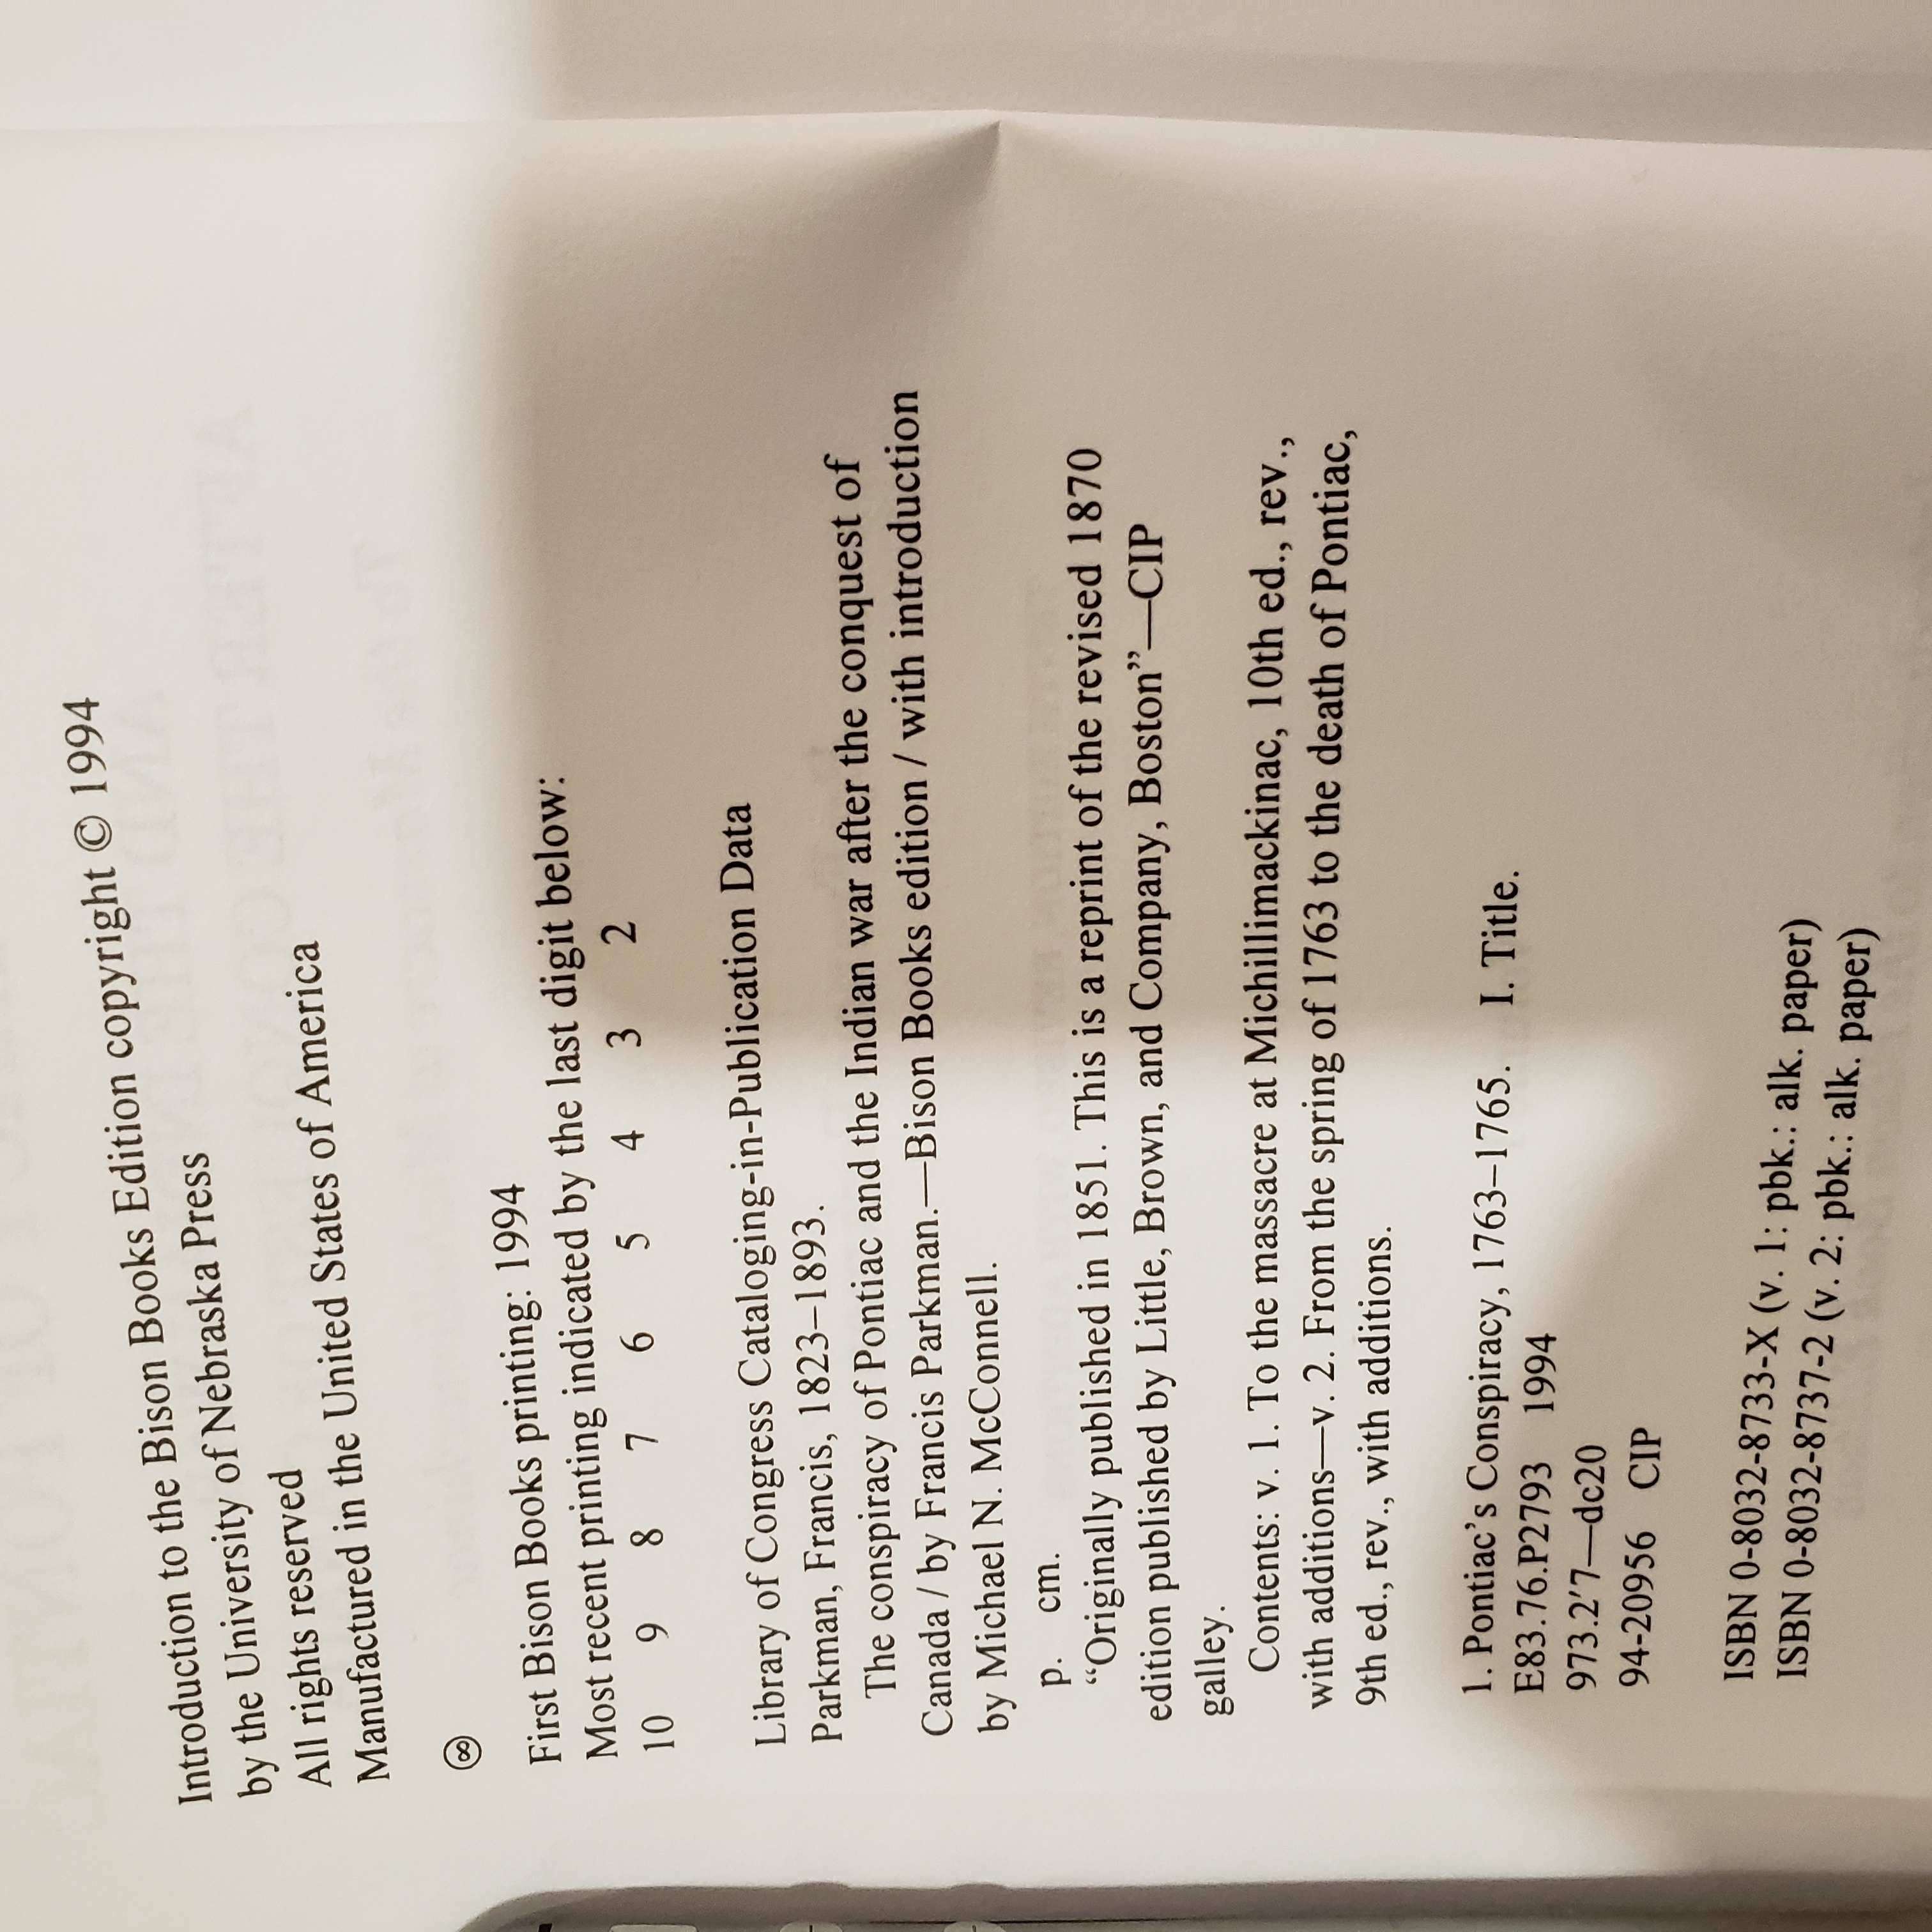 Introduction to the Bison Books Edition copyright © 1994
by the University of Nebraska Press
All rights reserved
Manufactured in the United States of America
♾
First Bison Books printing: 1994
Most recent printing indicated by the last digit below:
10 9 8 7 6 5 4 3 2
Library of Congress Cataloging-in-Publication Data
Parkman, Francis, 1823–1893.
The conspiracy of Pontiac and the Indian war after the conquest of
Canada / by Francis Parkman.—Bison Books edition / with introduction
by Michael N. McConnell.
p. cm.
“Originally published in 1851. This is a reprint of the revised 1870
edition published by Little, Brown, and Company, Boston”—CIP
galley.
Contents: v. 1. To the massacre at Michillimackinac, 10th ed., rev.,
with additions—v. 2. From the spring of 1763 to the death of Pontiac,
9th ed., rev., with additions.
1. Pontiac’s Conspiracy, 1763–1765. I. Title.
E83.76.P2793 1994
973.2′7—dc20
94-20956 CIP
ISBN 0-8032-8733-X (v. 1: pbk.: alk. paper)
ISBN 0-8032-8737-2 (v. 2: pbk.: alk. paper)